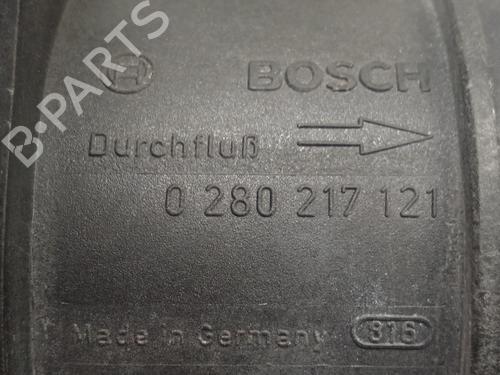 BOSCH
Durchfluß
0 280 217 121
Made in Germany 816
B·PARTS